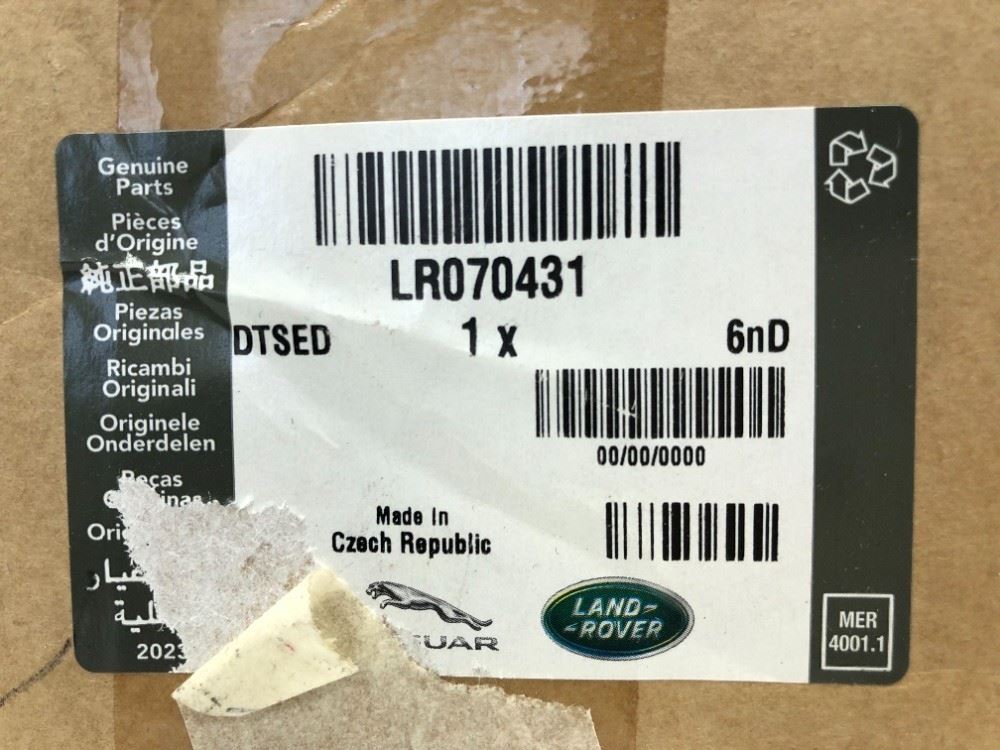 Genuine
Parts
Pièces
d'Origine
純正部品
Piezas
Originales
Ricambi
Originali
Originele
Onderdelen
2023
LR070431
DTSED 1 x 6nD
00/00/0000
Made In
Czech Republic
LAND-
-ROVER
MER
4001.1